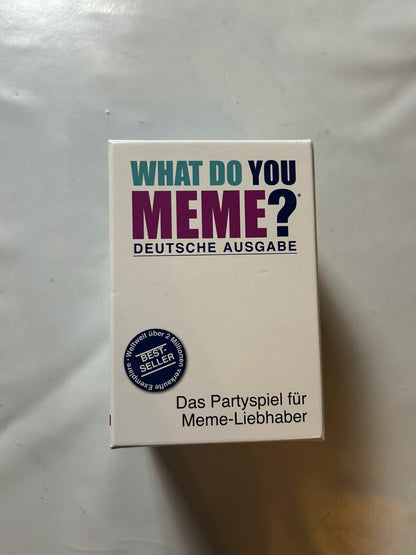 WHAT DO YOU
MEME?®
DEUTSCHE AUSGABE
Weltweit über 2 Millionen verkaufte Exemplare
BEST-
SELLER
Das Partyspiel für
Meme-Liebhaber